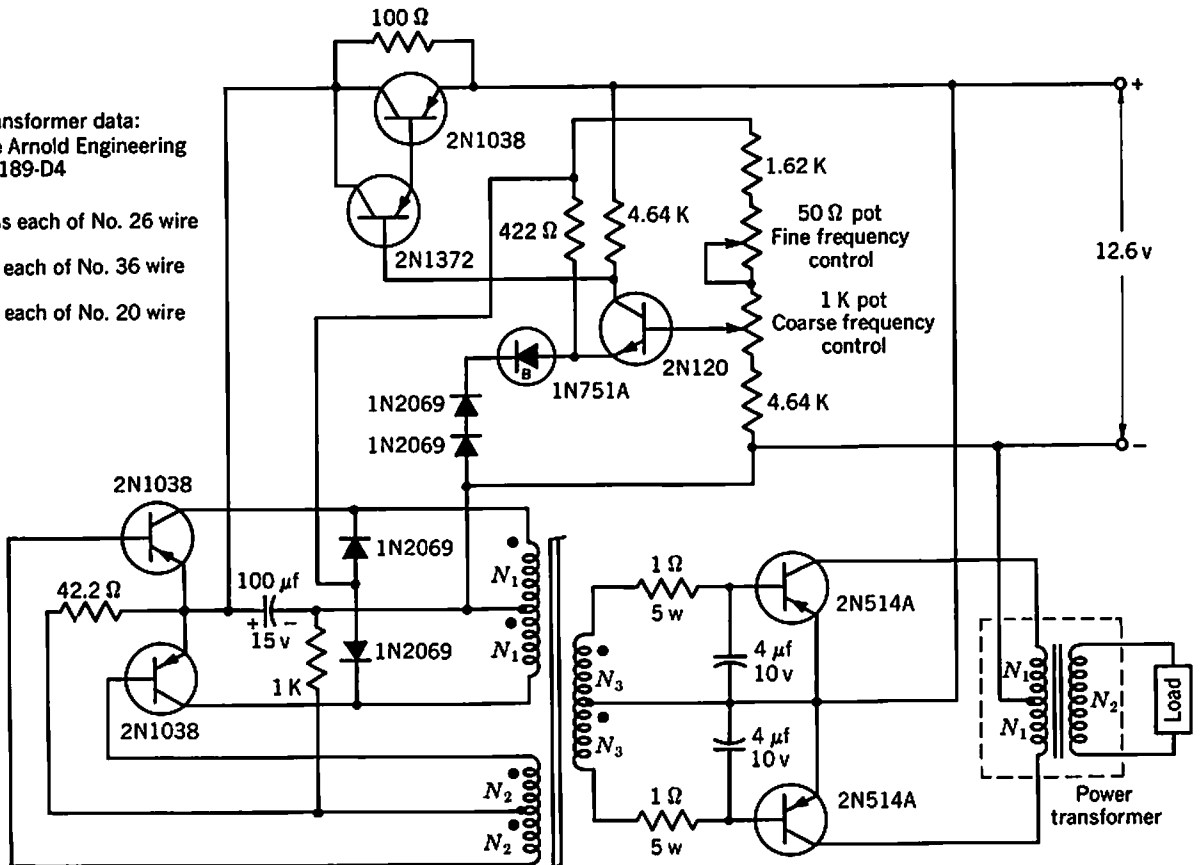 100 Ω
ansformer data:
e Arnold Engineering
189-D4
s each of No. 26 wire
each of No. 36 wire
each of No. 20 wire
2N1038
2N1372
422 Ω
4.64 K
1.62 K
50 Ω pot
Fine frequency
control
1 K pot
Coarse frequency
control
4.64 K
+
12.6 v
−
2N120
B
1N751A
1N2069
1N2069
2N1038
42.2 Ω
100 μf
+ −
15 v
1N2069
1N2069
1 K
2N1038
N1
N1
N2
N2
N3
N3
1 Ω
5 w
4 μf
10 v
4 μf
10 v
1 Ω
5 w
2N514A
2N514A
N1
N1
N2
Load
Power
transformer